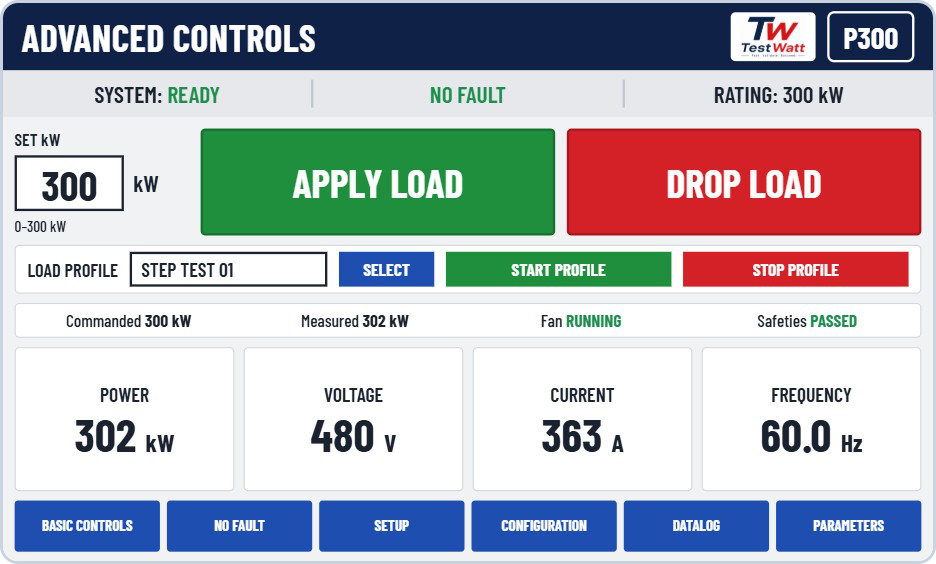 ADVANCED CONTROLS
TW
TestWatt
P300
SYSTEM: READY
NO FAULT
RATING: 300 kW
SET kW
300 kW
0–300 kW
APPLY LOAD
DROP LOAD
LOAD PROFILE
STEP TEST 01
SELECT
START PROFILE
STOP PROFILE
Commanded 300 kW
Measured 302 kW
Fan RUNNING
Safeties PASSED
POWER
302 kW
VOLTAGE
480 V
CURRENT
363 A
FREQUENCY
60.0 Hz
BASIC CONTROLS
NO FAULT
SETUP
CONFIGURATION
DATALOG
PARAMETERS